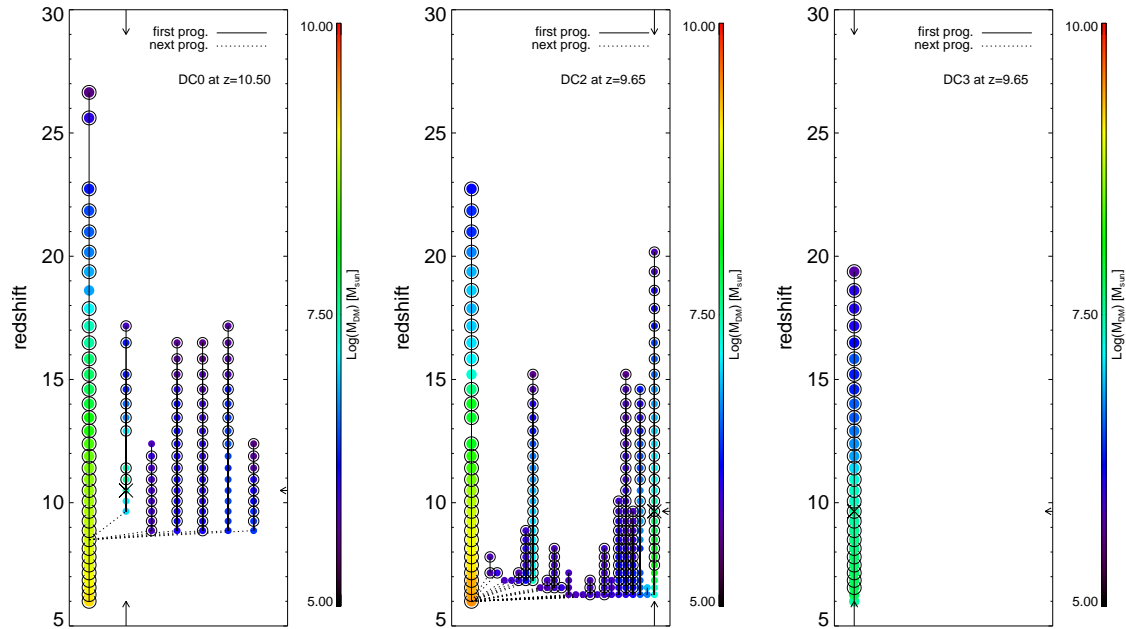 30
25
20
15
10
5
redshift
first prog.
next prog.
DC0 at z=10.50
10.00
7.50
5.00
Log(M_DM) [M_sun]
30
25
20
15
10
5
redshift
first prog.
next prog.
DC2 at z=9.65
10.00
7.50
5.00
Log(M_DM) [M_sun]
30
25
20
15
10
5
redshift
first prog.
next prog.
DC3 at z=9.65
10.00
7.50
5.00
Log(M_DM) [M_sun]